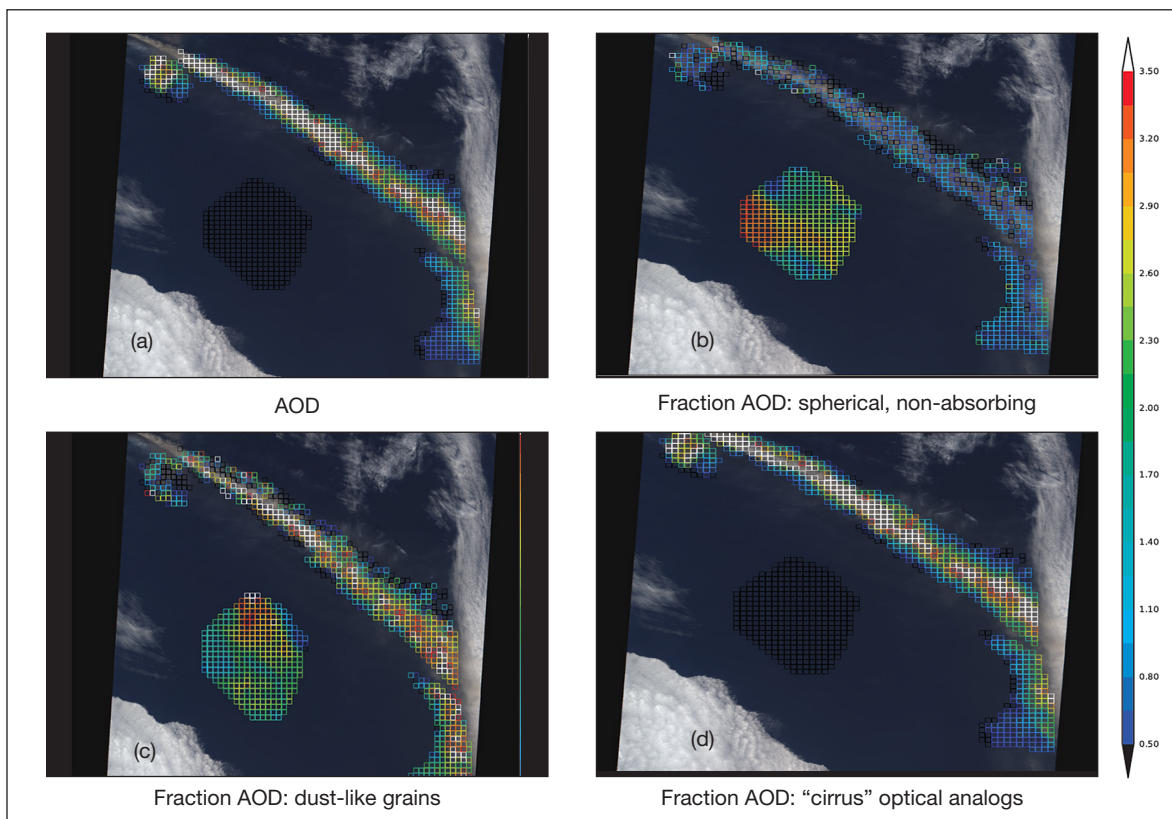 (a)
AOD
(b)
Fraction AOD: spherical, non-absorbing
(c)
Fraction AOD: dust-like grains
(d)
Fraction AOD: “cirrus” optical analogs
3.50
3.20
2.90
2.60
2.30
2.00
1.70
1.40
1.10
0.80
0.50